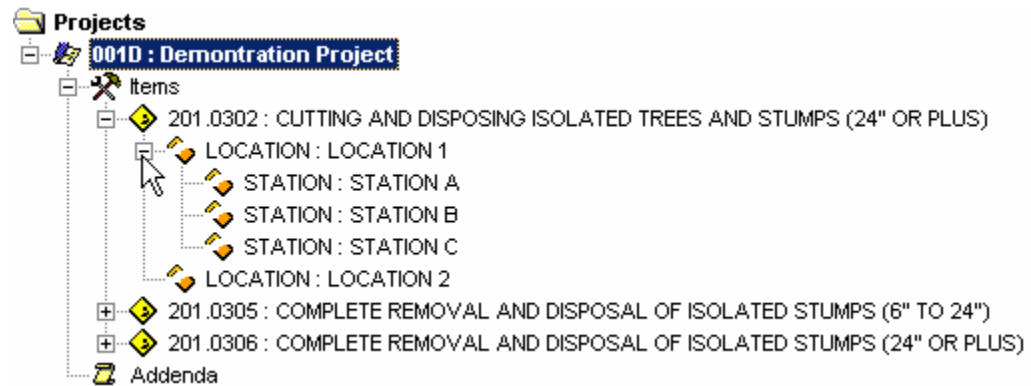 Projects
001D : Demontration Project
Items
201.0302 : CUTTING AND DISPOSING ISOLATED TREES AND STUMPS (24" OR PLUS)
LOCATION : LOCATION 1
STATION : STATION A
STATION : STATION B
STATION : STATION C
LOCATION : LOCATION 2
201.0305 : COMPLETE REMOVAL AND DISPOSAL OF ISOLATED STUMPS (6" TO 24")
201.0306 : COMPLETE REMOVAL AND DISPOSAL OF ISOLATED STUMPS (24" OR PLUS)
Addenda